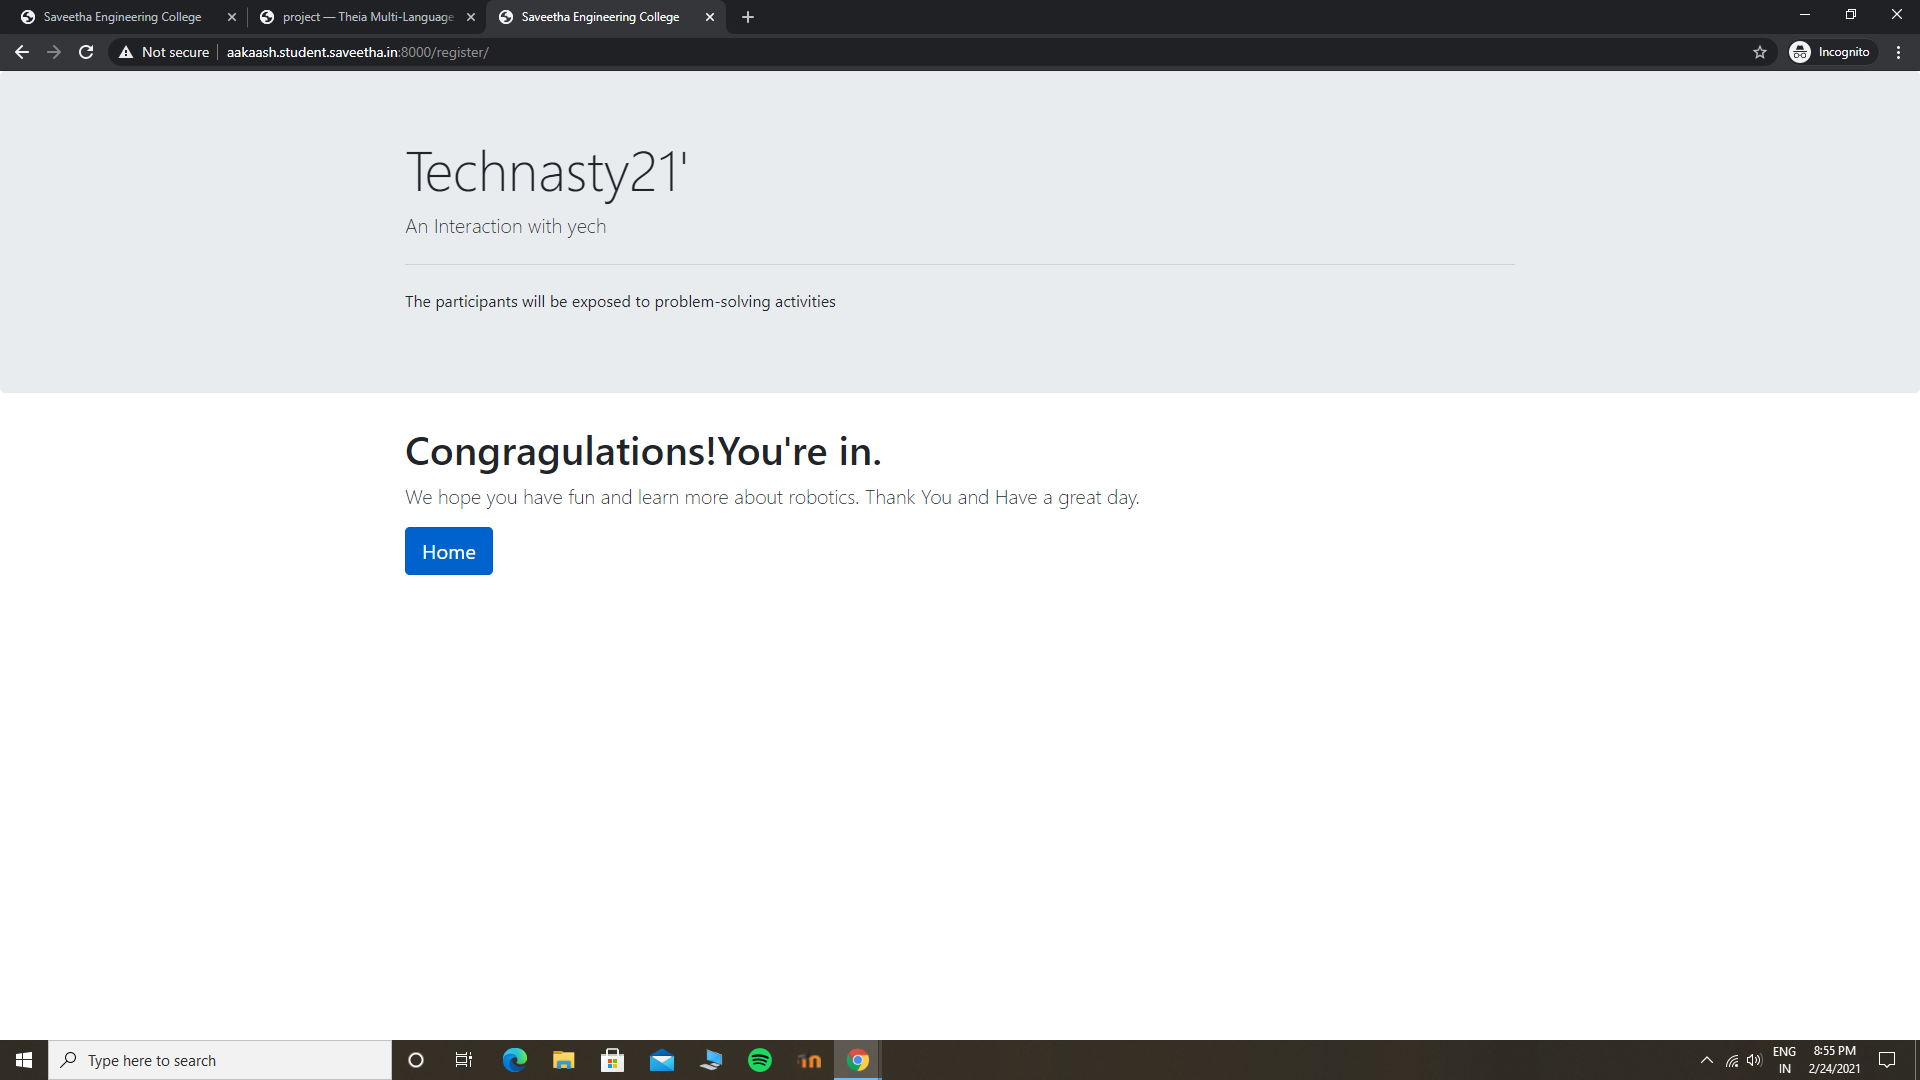 Saveetha Engineering College
project — Theia Multi-Language
Saveetha Engineering College
Not secure
aakaash.student.saveetha.in:8000/register/
Incognito
Technasty21'
An Interaction with yech
The participants will be exposed to problem-solving activities
Congragulations!You're in.
We hope you have fun and learn more about robotics. Thank You and Have a great day.
Home
Type here to search
in
ENG
IN
8:55 PM
2/24/2021